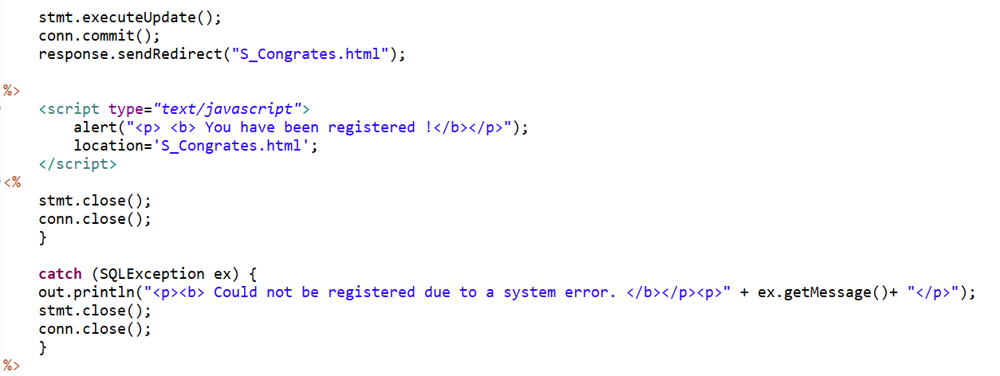 stmt.executeUpdate();
conn.commit();
response.sendRedirect("S_Congrates.html");
%>
<script type="text/javascript">
alert("<p> <b> You have been registered !</b></p>");
location='S_Congrates.html';
</script>
<%
stmt.close();
conn.close();
}
catch (SQLException ex) {
out.println("<p><b> Could not be registered due to a system error. </b></p><p>" + ex.getMessage()+ "</p>");
stmt.close();
conn.close();
}
%>